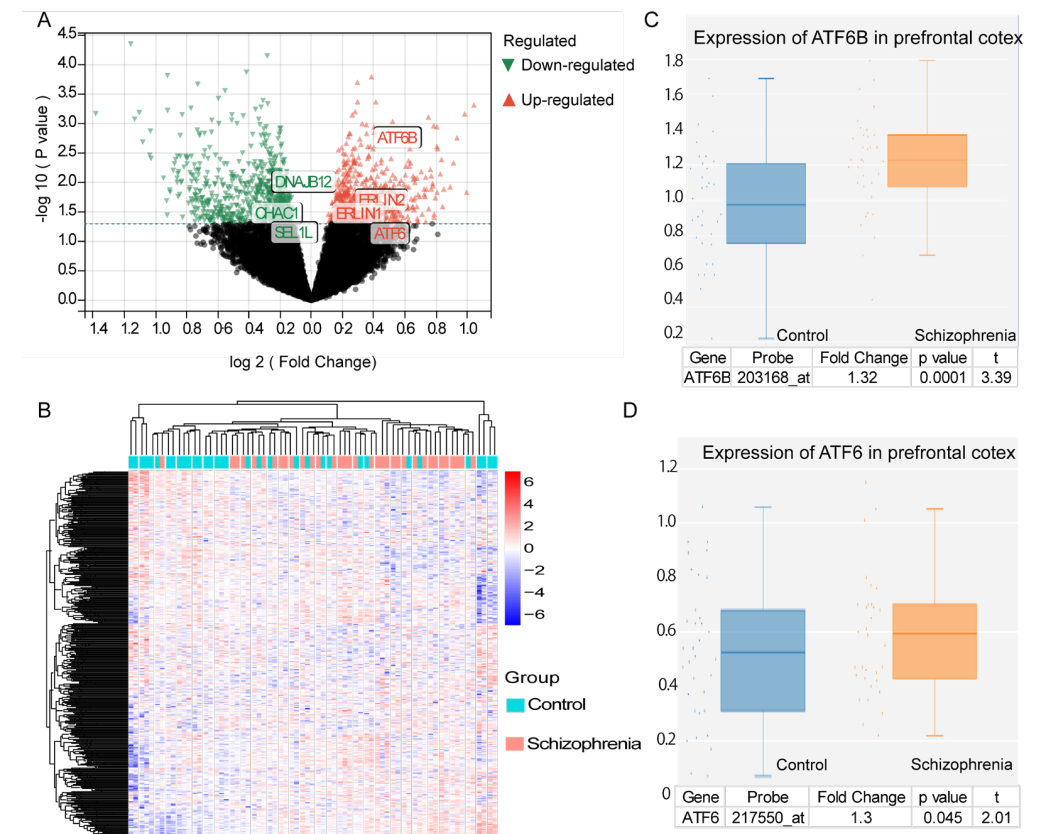 A
Regulated
Down-regulated
Up-regulated
-log 10 ( P value )
4.5
4.0
3.5
3.0
2.5
2.0
1.5
1.0
0.5
0.0
ATF6B
DNAJB12
ERLIN2
CHAC1
ERLIN1
SEL1L
ATF6
1.4 1.2 1.0 0.8 0.6 0.4 0.2 0.0 0.2 0.4 0.6 0.8 1.0
log 2 ( Fold Change)
C
Expression of ATF6B in prefrontal cotex
1.8
1.6
1.4
1.2
1.0
0.8
0.6
0.4
0.2
Control Schizophrenia
Gene Probe Fold Change p value t
ATF6B 203168_at 1.32 0.0001 3.39
B
6
4
2
0
−2
−4
−6
Group
Control
Schizophrenia
D
Expression of ATF6 in prefrontal cotex
1.2
1.0
0.8
0.6
0.4
0.2
0
Control Schizophrenia
Gene Probe Fold Change p value t
ATF6 217550_at 1.3 0.045 2.01